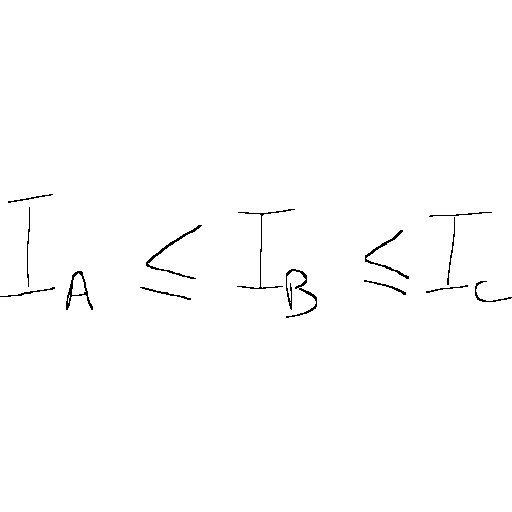 I_A ≤ I_B ≤ I_C